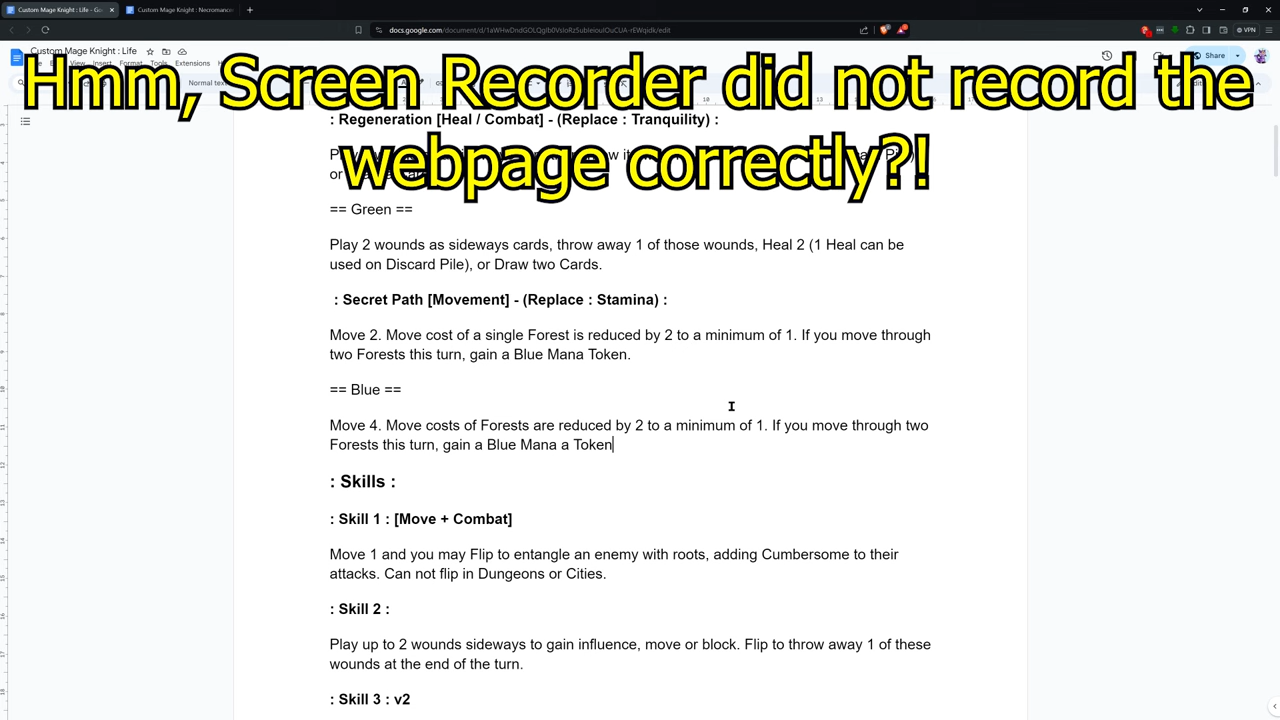 Custom Mage Knight : Life - Go
Custom Mage Knight : Necromance
docs.google.com/document/d/
/edit
VPN
Custom Mage Knight : Life
Format
Tools
Extensions
Share
Normal text
Hmm, Screen Recorder did not record the
webpage correctly?!
: Regeneration [Heal / Combat] - (Replace : Tranquility) :
== Green ==
Play 2 wounds as sideways cards, throw away 1 of those wounds, Heal 2 (1 Heal can be
used on Discard Pile), or Draw two Cards.
: Secret Path [Movement] - (Replace : Stamina) :
Move 2. Move cost of a single Forest is reduced by 2 to a minimum of 1. If you move through
two Forests this turn, gain a Blue Mana Token.
== Blue ==
Move 4. Move costs of Forests are reduced by 2 to a minimum of 1. If you move through two
Forests this turn, gain a Blue Mana a Token
: Skills :
: Skill 1 : [Move + Combat]
Move 1 and you may Flip to entangle an enemy with roots, adding Cumbersome to their
attacks. Can not flip in Dungeons or Cities.
: Skill 2 :
Play up to 2 wounds sideways to gain influence, move or block. Flip to throw away 1 of these
wounds at the end of the turn.
: Skill 3 : v2